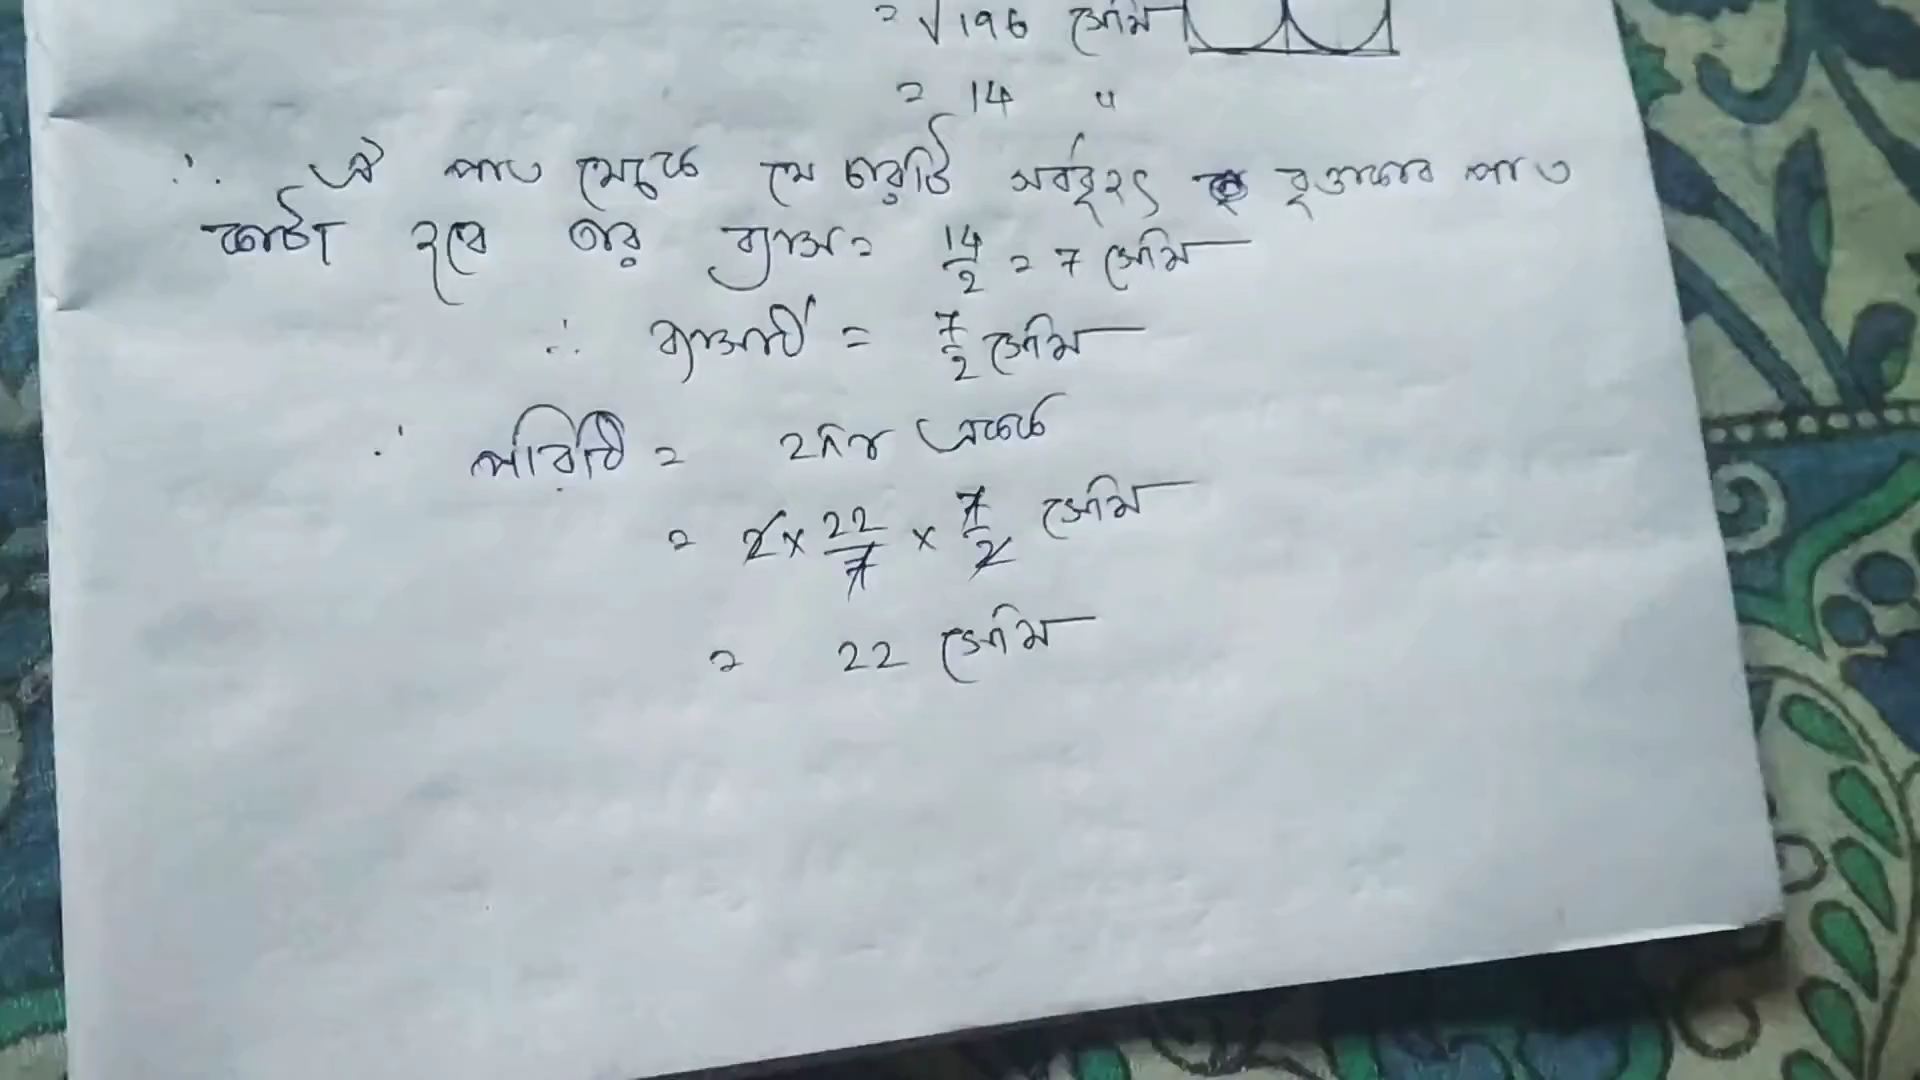 = √196 সেমি
= 14 "
∴ ঐ পাত থেকে যে চারটি সর্ববৃহৎ বৃত্তাকার পাত
কাটা হবে তার ব্যাস = 14/2 = 7 সেমি
∴ ব্যাসার্ধ = 7/2 সেমি
∴ পরিধি = 2πr একক
= 2 × 22/7 × 7/2 সেমি
= 22 সেমি